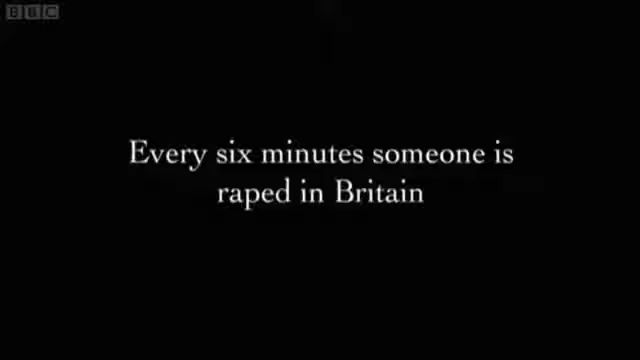 BBC
Every six minutes someone is
raped in Britain